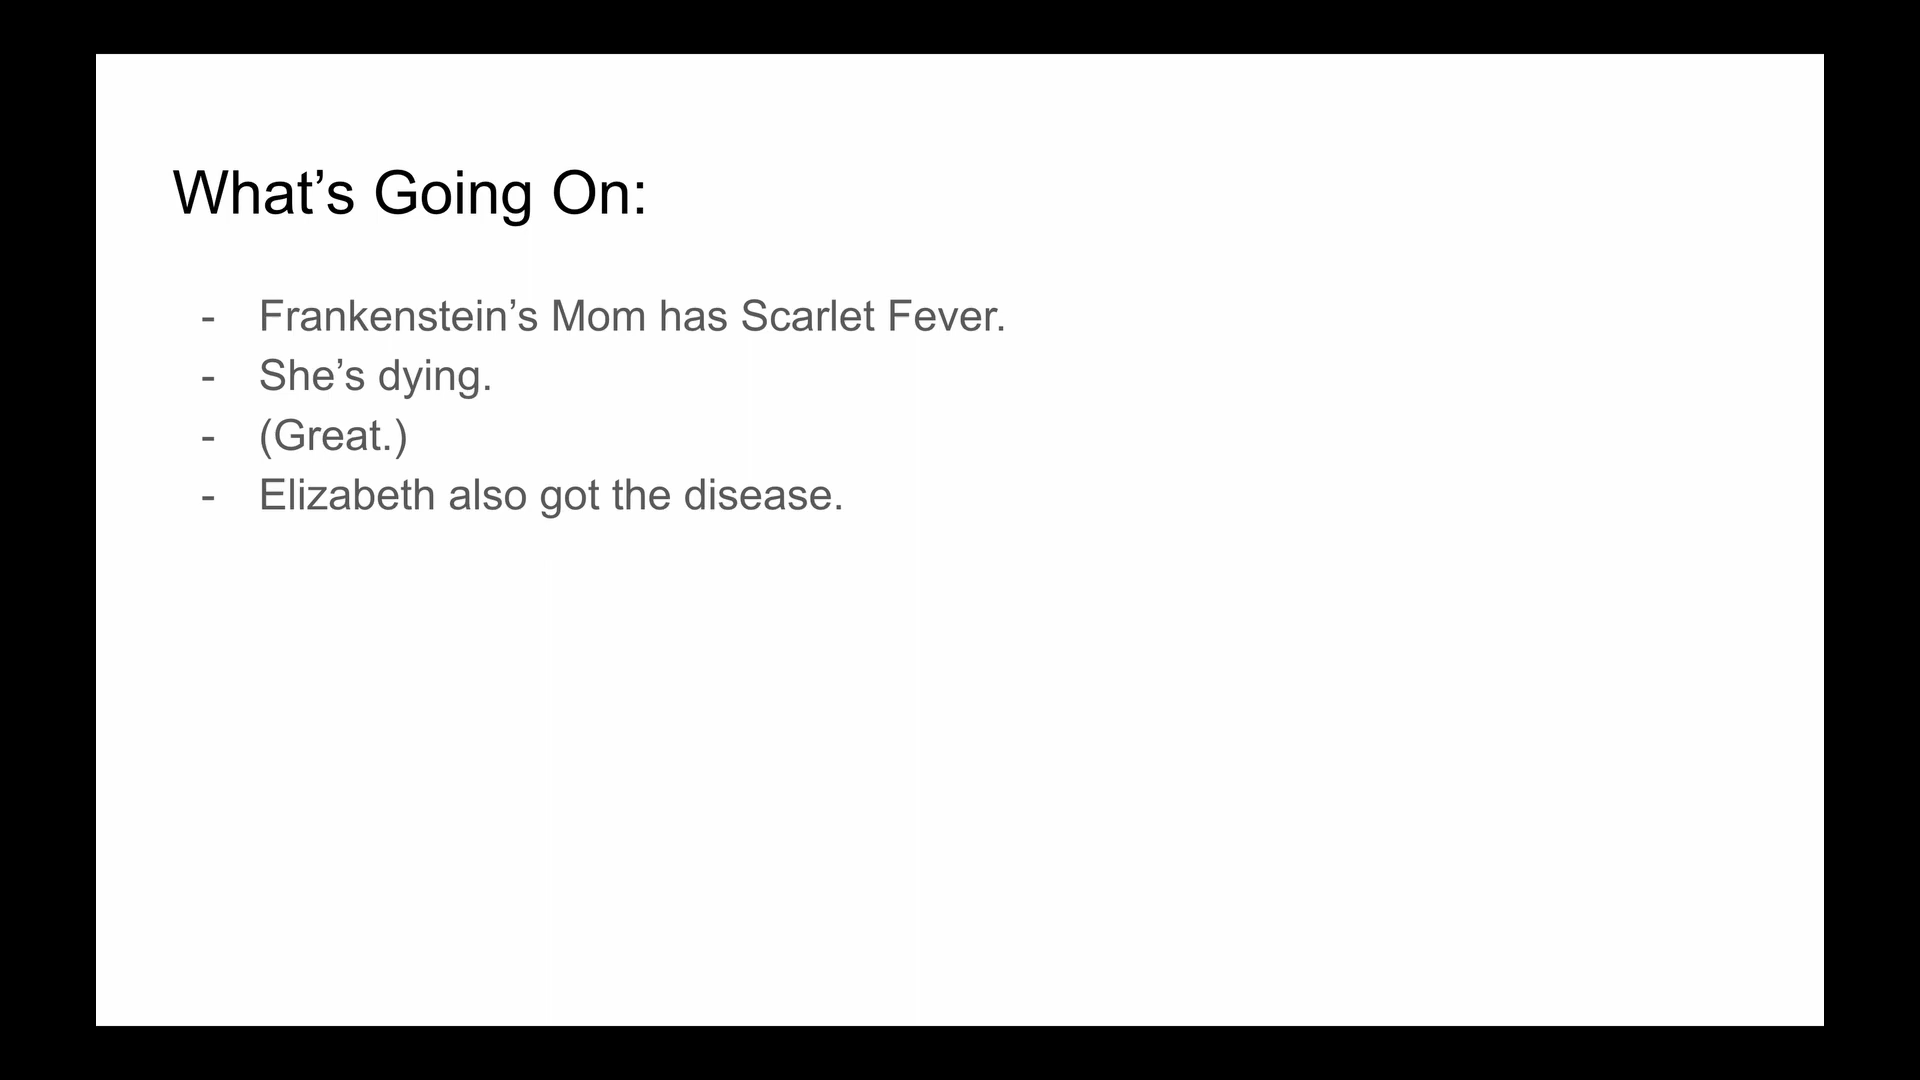 What’s Going On:
- Frankenstein’s Mom has Scarlet Fever.
- She’s dying.
- (Great.)
- Elizabeth also got the disease.